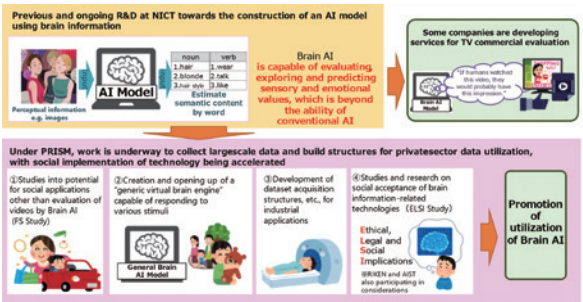 Previous and ongoing R&D at NICT towards the construction of an AI model
using brain information
noun verb
1.hair 1.wear
2.blonde 2.talk
3.hair style 3.like
AI Model
Perceptual information
e.g. images
Estimate
semantic content
by word
Brain AI
is capable of evaluating,
exploring and predicting
sensory and emotional
values, which is beyond
the ability of
conventional AI
Some companies are developing
services for TV commercial evaluation
"If humans watched
this video, they
would probably have
this impression."
Brain AI
Model
Under PRISM, work is underway to collect largescale data and build structures for privatesector data utilization,
with social implementation of technology being accelerated
①Studies into potential
for social applications
other than evaluation of
videos by Brain AI
(FS Study)
②Creation and opening up of a
"generic virtual brain engine"
capable of responding to
various stimuli
General Brain
AI Model
③Development of
dataset acquisition
structures, etc., for
industrial
applications
④Studies and research on
social acceptance of brain
information-related
technologies (ELSI Study)
Ethical,
Legal and
Social
Implications
※RIKEN and AIST
also participating in
considerations
Promotion
of
utilization
of Brain AI